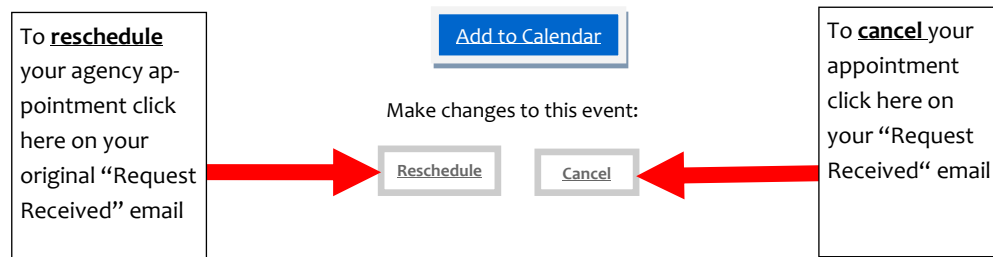 To reschedule
your agency ap-
pointment click
here on your
original “Request
Received” email
Add to Calendar
Make changes to this event:
Reschedule
Cancel
To cancel your
appointment
click here on
your “Request
Received“ email